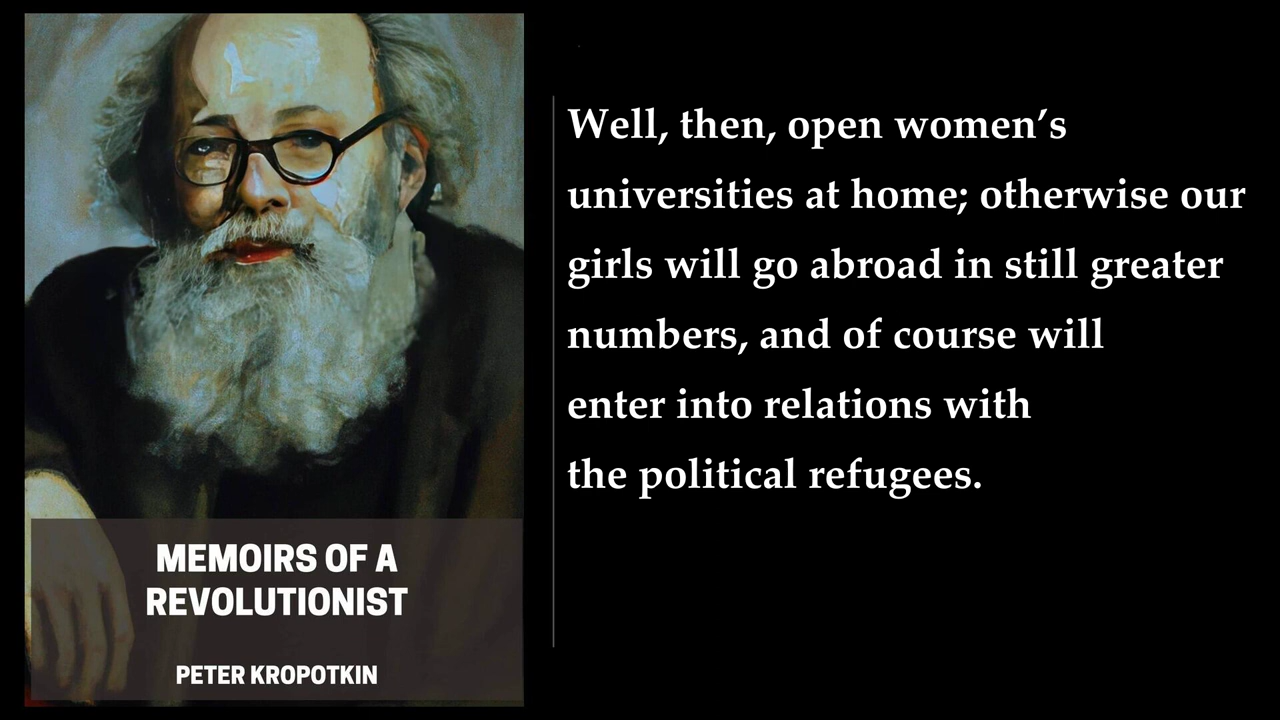 MEMOIRS OF A
REVOLUTIONIST
PETER KROPOTKIN
Well, then, open women’s
universities at home; otherwise our
girls will go abroad in still greater
numbers, and of course will
enter into relations with
the political refugees.